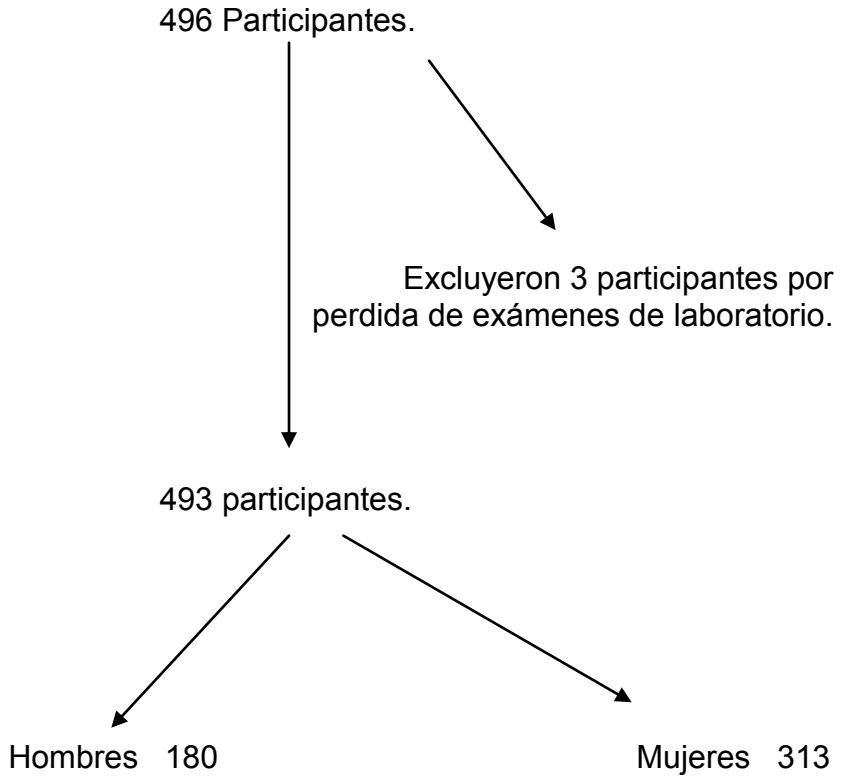 496 Participantes.
Excluyeron 3 participantes por
perdida de exámenes de laboratorio.
493 participantes.
Hombres 180
Mujeres 313